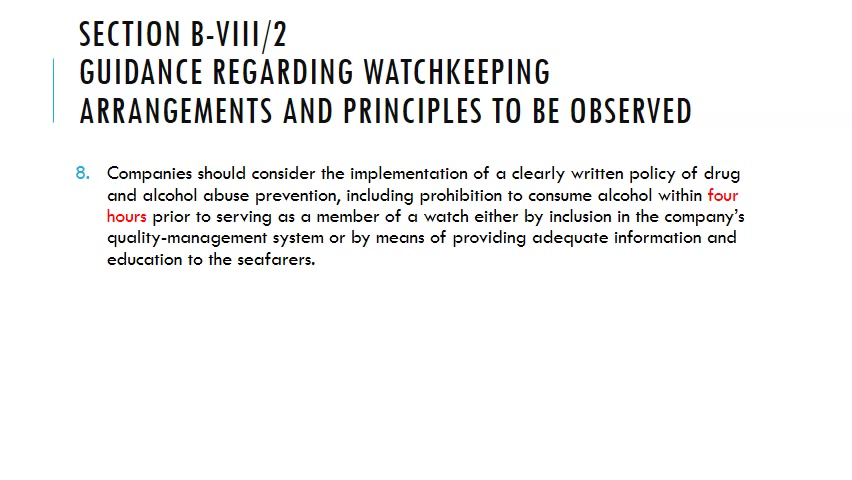 SECTION B-VIII/2
GUIDANCE REGARDING WATCHKEEPING
ARRANGEMENTS AND PRINCIPLES TO BE OBSERVED
8. Companies should consider the implementation of a clearly written policy of drug
and alcohol abuse prevention, including prohibition to consume alcohol within four
hours prior to serving as a member of a watch either by inclusion in the company's
quality-management system or by means of providing adequate information and
education to the seafarers.